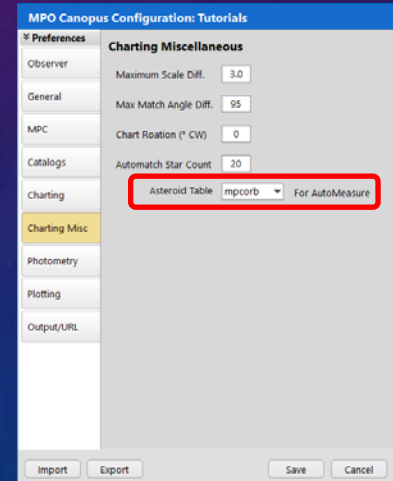 MPO Canopus Configuration: Tutorials
Preferences
Observer
General
MPC
Catalogs
Charting
Charting Misc
Photometry
Plotting
Output/URL
Charting Miscellaneous
Maximum Scale Diff. 3.0
Max Match Angle Diff. 95
Chart Roation (° CW) 0
Automatch Star Count 20
Asteroid Table mpcorb For AutoMeasure
Import Export Save Cancel